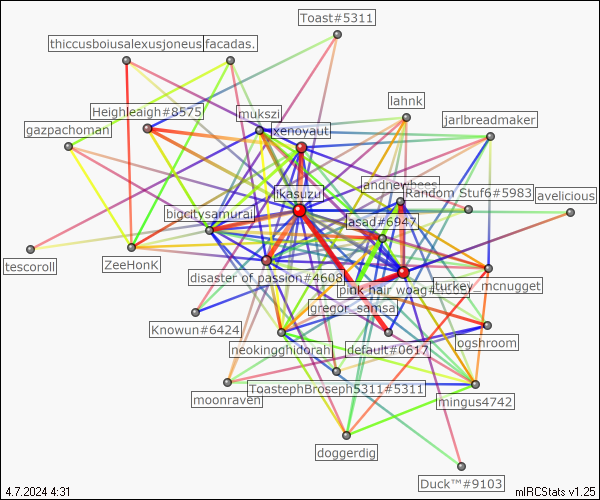 Toast#5311
thiccusboiusalexusjoneus
facadas.
lahnk
Heighleaigh#8575
mukszi
jarlbreadmaker
gazpachoman
xenoyaut
andnewbees
Random Stuf6#5983
likasuzu
avelicious
bigcitysamurai
asad#6947
tescoroll
ZeeHonK
disaster of passion#4608
pink hair woag#
turkey_mcnugget
gregor_samsa
Knowun#6424
neokingghidorah
default#0617
ogshroom
ToastephBroseph5311#5311
moonraven
mingus4742
doggerdig
Duck™#9103
4.7.2024 4:31
mIRCStats v1.25